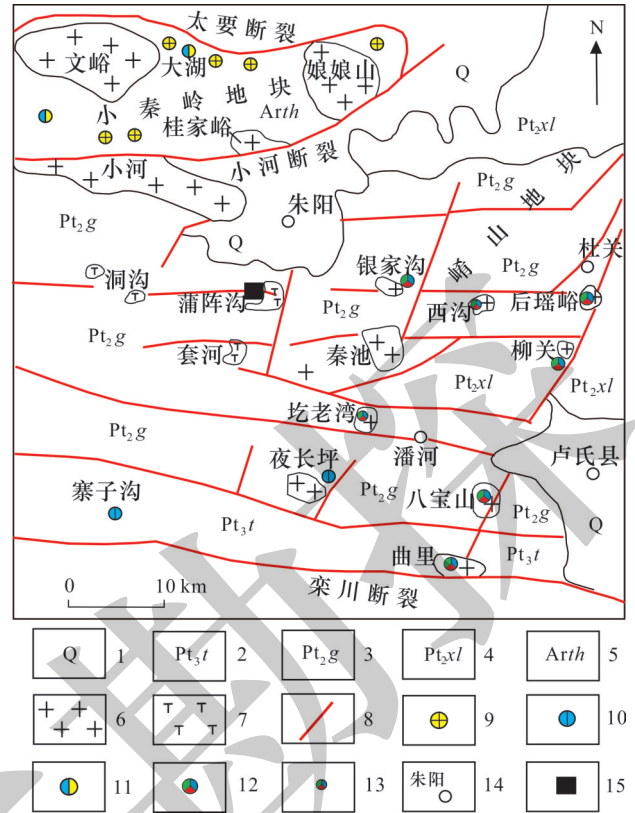 太要断裂
N
文峪
大湖
娘娘山
Q
小秦岭地块
Arth
桂家峪
Pt₂xl
小河断裂
小河
Pt₂g
朱阳
Pt₂g
崤山地块
Q
杜关
洞沟
银家沟
Pt₂g
蒲阵沟
Pt₂g
西沟
后瑶峪
Pt₂g
套河
秦池
柳关
Pt₂xl
Pt₂xl
圪老湾
Pt₂g
潘河
卢氏县
夜长坪
寨子沟
Pt₂g
八宝山
Pt₂g
Q
Pt₃t
曲里
Pt₃t
0 10 km
栾川断裂
Q 1 Pt₃t 2 Pt₂g 3 Pt₂xl 4 Arth 5
6 7 8 9 10
11 12 13 朱阳 14 15
勘探